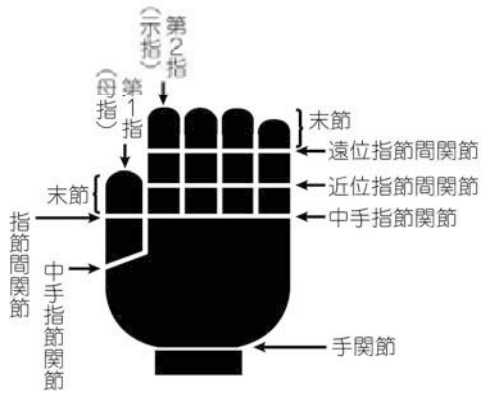 第2指
（示指）
第1指
（母指）
末節
遠位指節間関節
近位指節間関節
中手指節関節
末節
指節間関節
中手指節関節
手関節